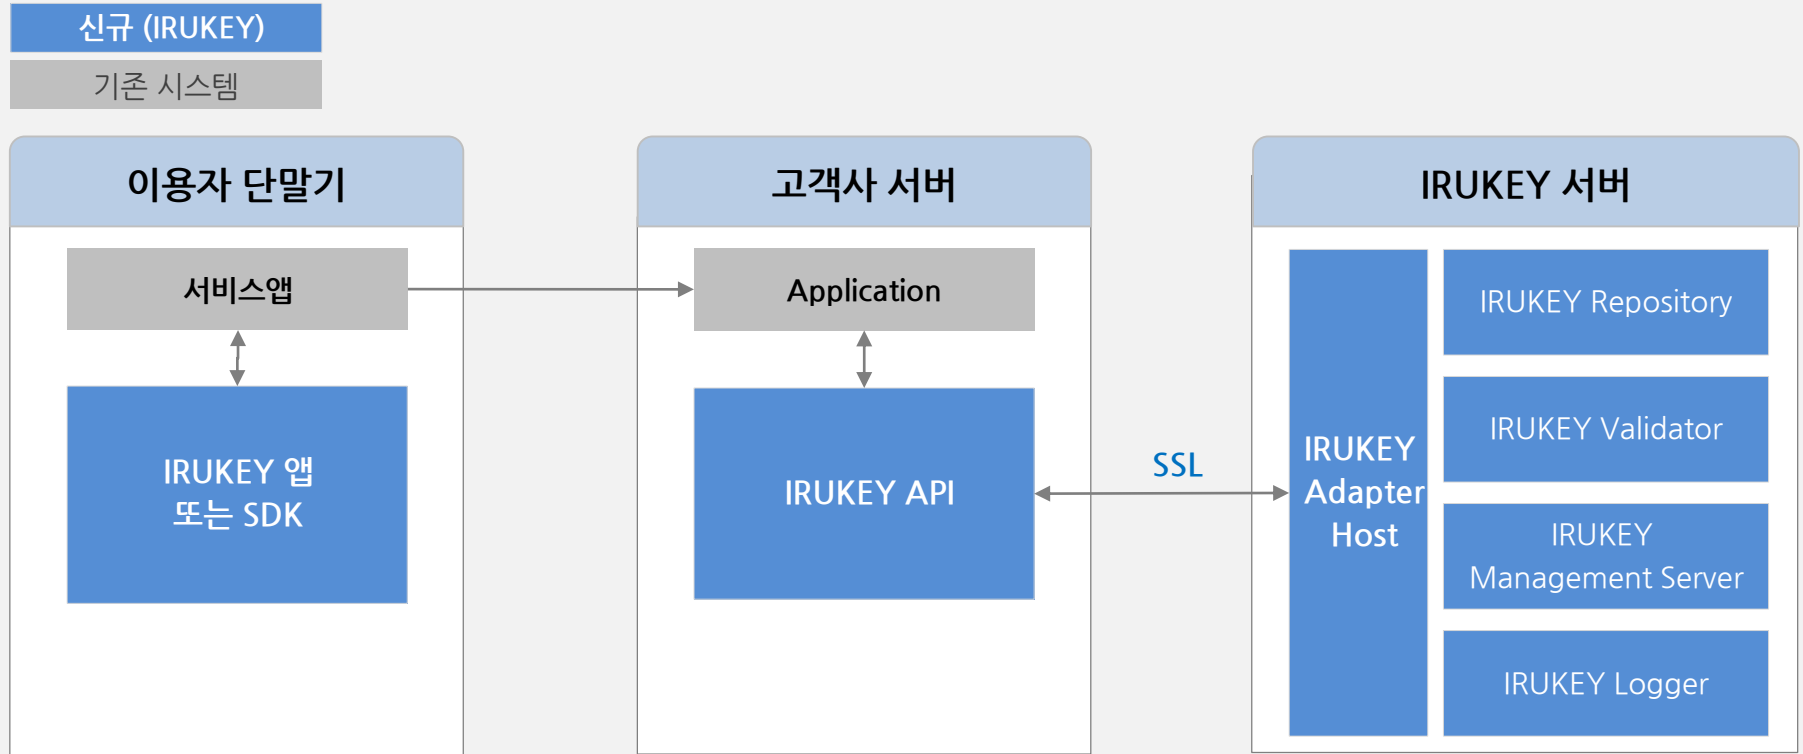 신규 (IRUKEY)
기존 시스템
이용자 단말기
서비스앱
IRUKEY 앱
또는 SDK
고객사 서버
Application
IRUKEY API
SSL
IRUKEY 서버
IRUKEY
Adapter
Host
IRUKEY Repository
IRUKEY Validator
IRUKEY
Management Server
IRUKEY Logger